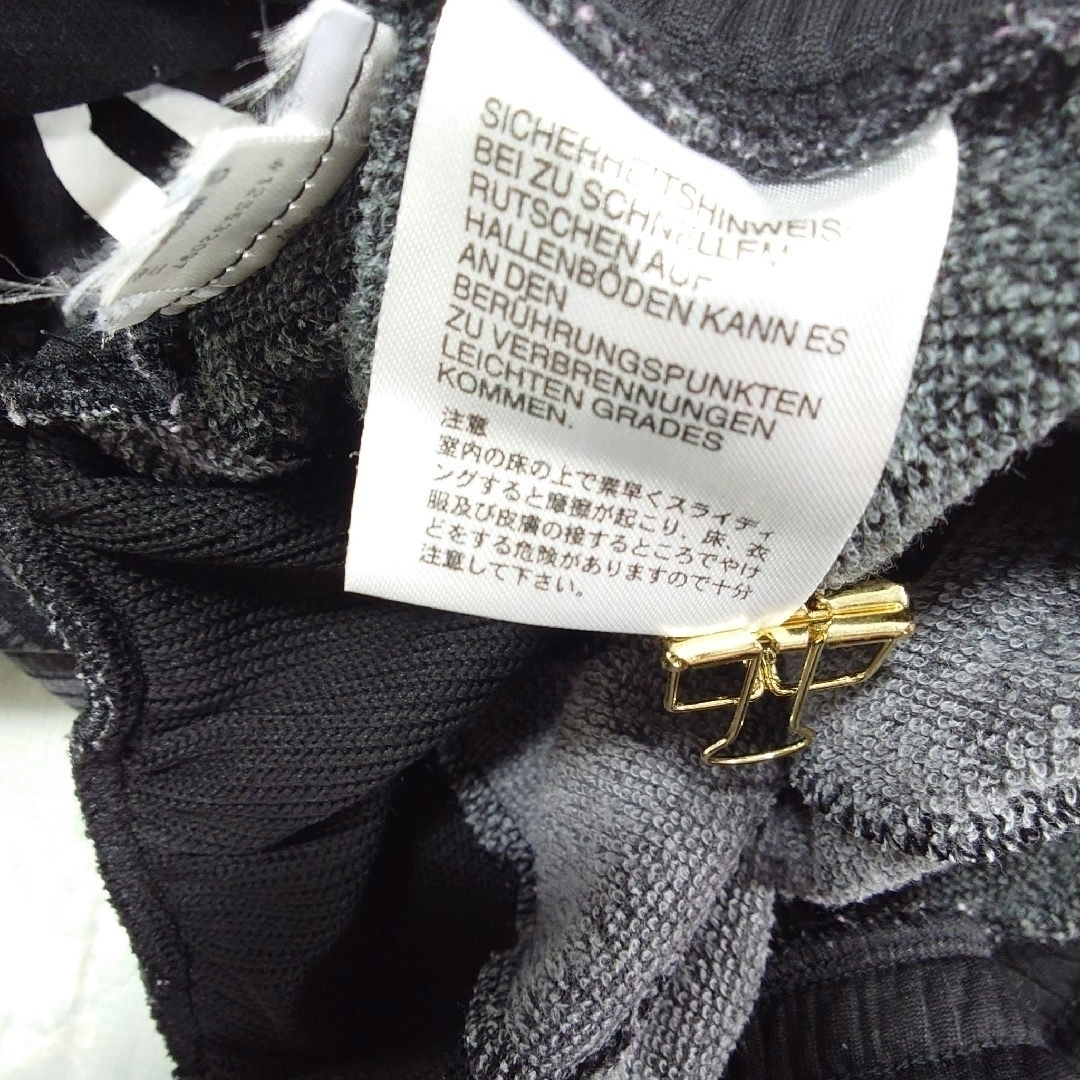 SICHERHEITSHINWEIS
BEI ZU SCHNELLEN
RUTSCHEN AUF
HALLENBÖDEN KANN ES
AN DEN
BERÜHRUNGSPUNKTEN
ZU VERBRENNUNGEN
LEICHTEN GRADES
KOMMEN.
注意
室内の床の上で素早くスライディ
ングすると摩擦が起こり、床、衣
服及び皮膚の接するところでやけ
どをする危険がありますので十分
注意して下さい。